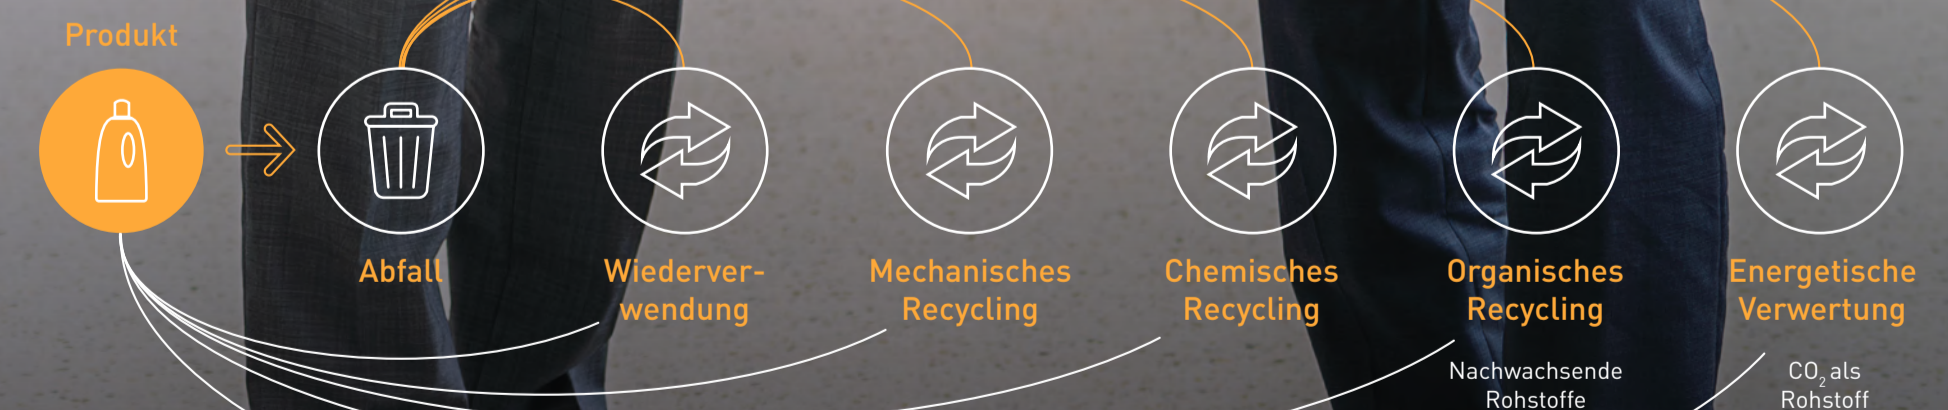 Produkt
Abfall
Wiederver-
wendung
Mechanisches
Recycling
Chemisches
Recycling
Organisches
Recycling
Energetische
Verwertung
Nachwachsende
Rohstoffe
CO₂ als
Rohstoff